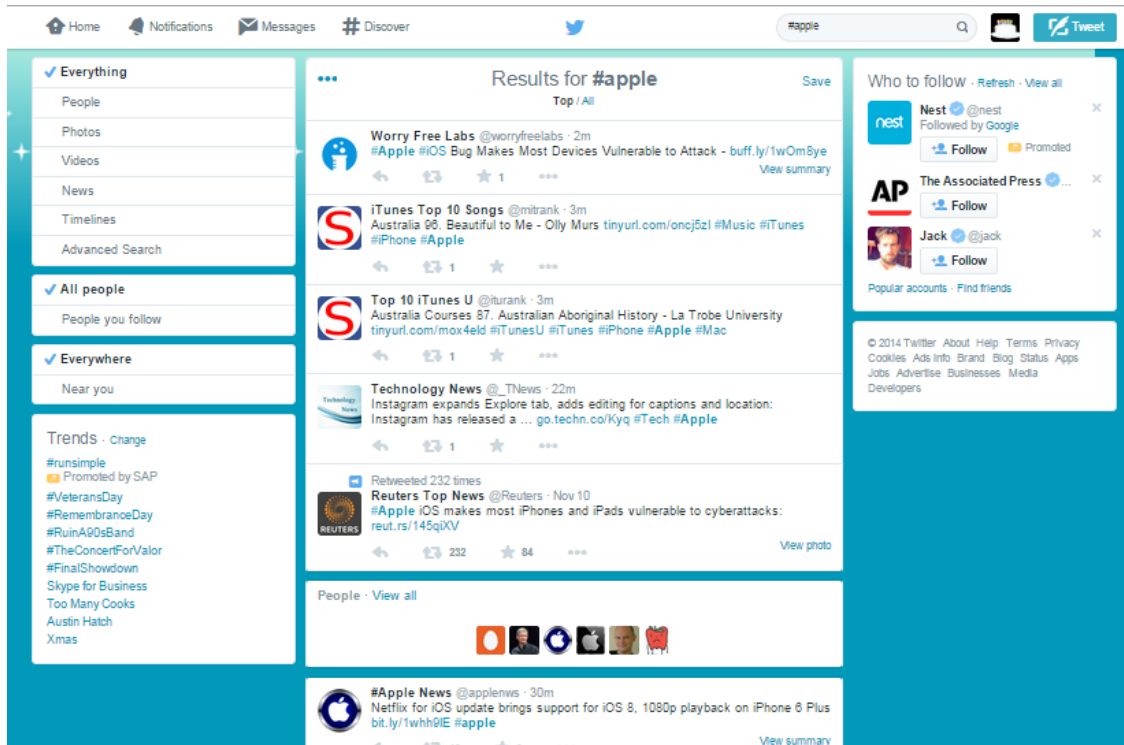 Home Notifications Messages Discover #apple Tweet
Everything
People
Photos
Videos
News
Timelines
Advanced Search
All people
People you follow
Everywhere
Near you
Trends · Change
#runsimple
Promoted by SAP
#VeteransDay
#RemembranceDay
#RuinA90sBand
#TheConcertForValor
#FinalShowdown
Skype for Business
Too Many Cooks
Austin Hatch
Xmas
Results for #apple Save
Top / All
Worry Free Labs @worryfreelabs · 2m
#Apple #iOS Bug Makes Most Devices Vulnerable to Attack - buff.ly/1wOm8ye
1 View summary
iTunes Top 10 Songs @mitrank · 3m
Australia 96. Beautiful to Me - Olly Murs tinyurl.com/oncj5zl #Music #iTunes
#iPhone #Apple
1
Top 10 iTunes U @iturank · 3m
Australia Courses 87. Australian Aboriginal History - La Trobe University
tinyurl.com/mox4eld #iTunesU #iTunes #iPhone #Apple #Mac
1
Technology News
Technology News @_TNews · 22m
Instagram expands Explore tab, adds editing for captions and location:
Instagram has released a ... go.techn.co/Kyq #Tech #Apple
1
Retweeted 232 times
REUTERS
Reuters Top News @Reuters · Nov 10
#Apple iOS makes most iPhones and iPads vulnerable to cyberattacks:
reut.rs/145qiXV
232 84 View photo
People · View all
#Apple News @applenws · 30m
Netflix for iOS update brings support for iOS 8, 1080p playback on iPhone 6 Plus
bit.ly/1whh9IE #apple
View summary
Who to follow · Refresh · View all
nest
Nest @nest
Followed by Google
Follow Promoted
AP
The Associated Press ...
Follow
Jack @jack
Follow
Popular accounts · Find friends
© 2014 Twitter About Help Terms Privacy
Cookies Ads info Brand Blog Status Apps
Jobs Advertise Businesses Media
Developers